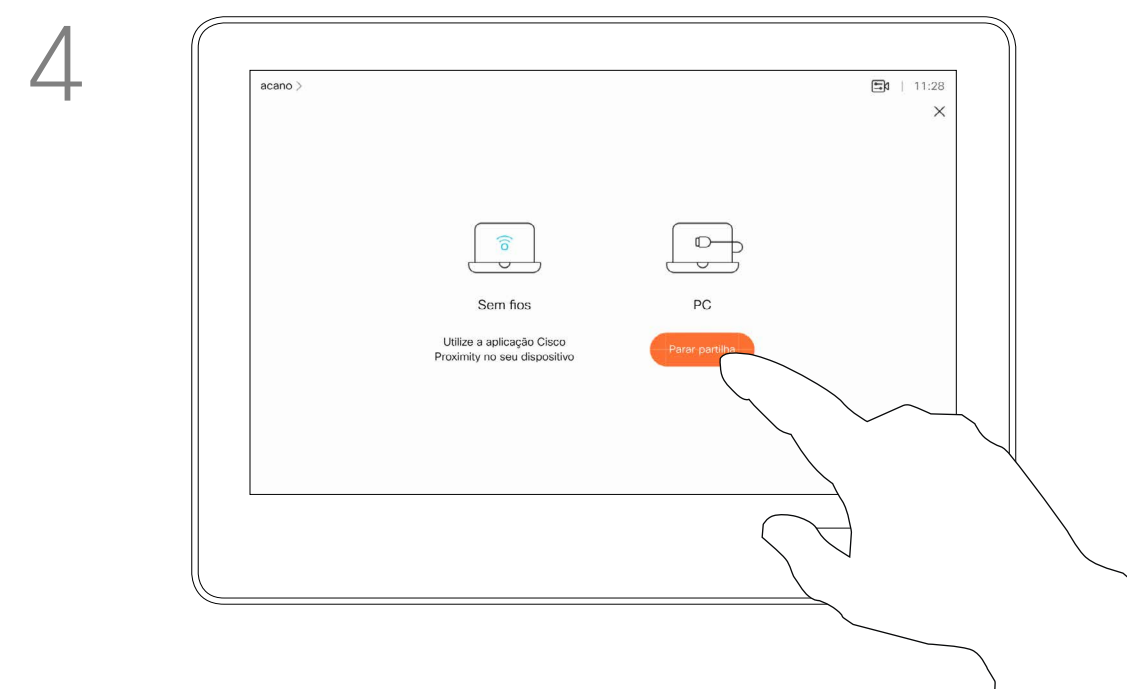 4
acano >
| 11:28
Sem fios
PC
Utilize a aplicação Cisco
Proximity no seu dispositivo
Parar partilha